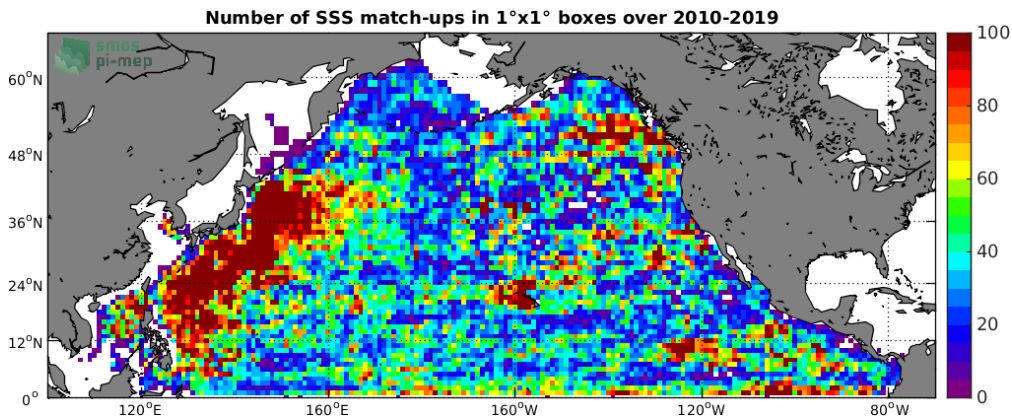 Number of SSS match-ups in 1°x1° boxes over 2010-2019
smos
pi-mep
60°N
48°N
36°N
24°N
12°N
0°
120°E
160°E
160°W
120°W
80°W
100
80
60
40
20
0